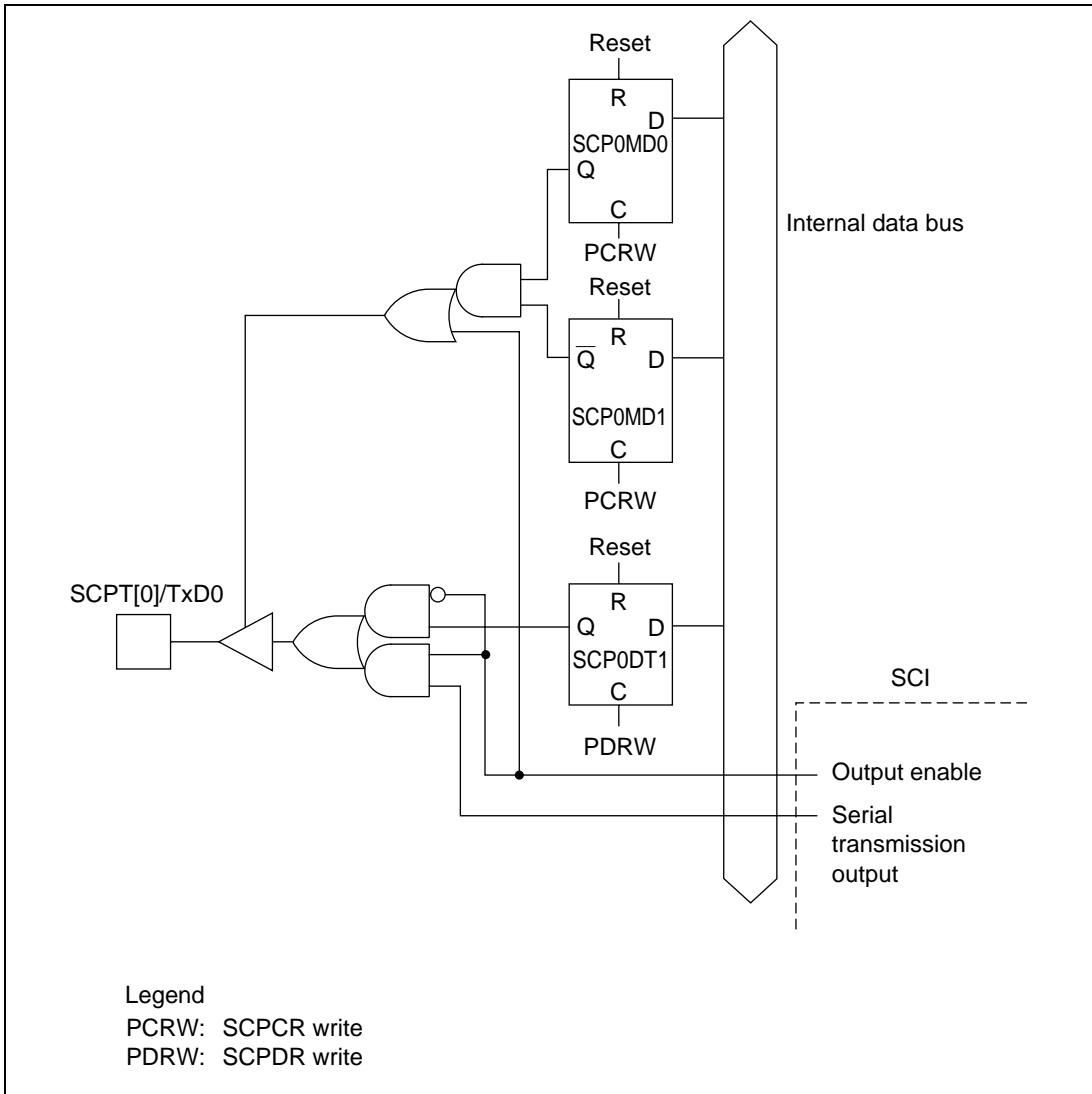 Reset
R
D
SCP0MD0
Q
C
PCRW
Internal data bus
Reset
R
Q̅ D
SCP0MD1
C
PCRW
Reset
SCPT[0]/TxD0
R
Q D
SCP0DT1
C
PDRW
SCI
Output enable
Serial
transmission
output
Legend
PCRW: SCPCR write
PDRW: SCPDR write